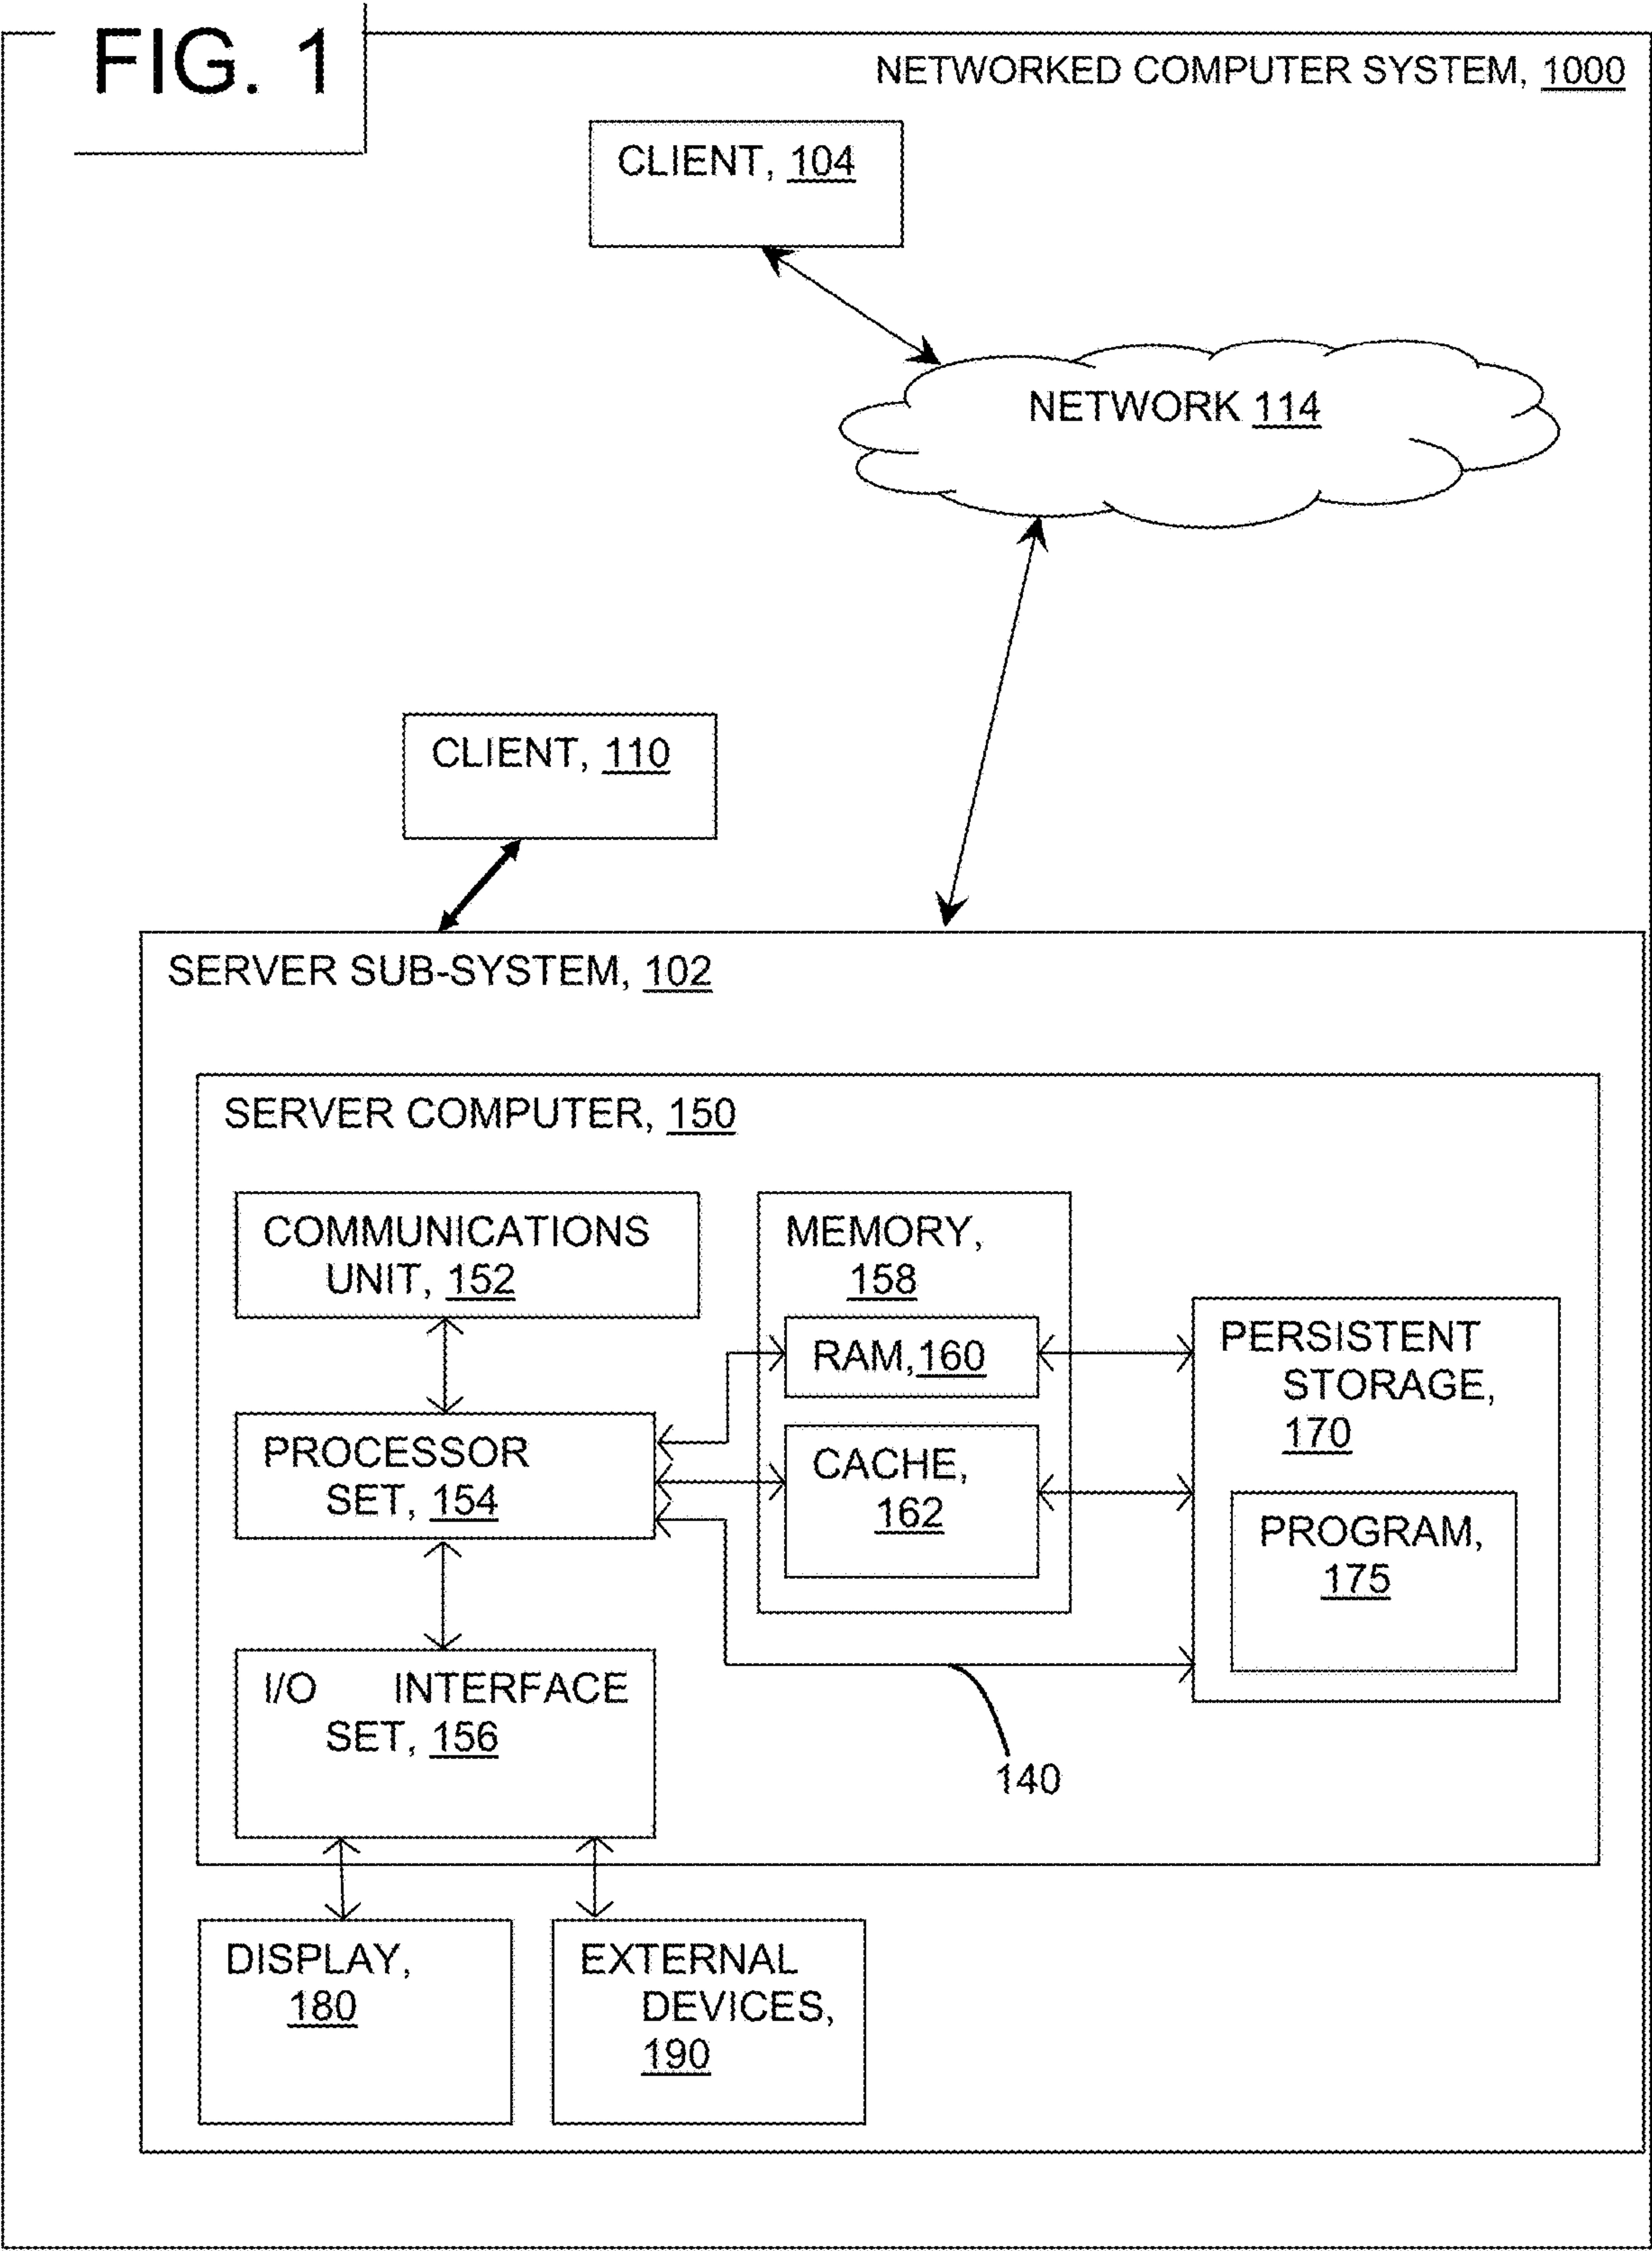 FIG. 1
NETWORKED COMPUTER SYSTEM, 1000
CLIENT, 104
NETWORK 114
CLIENT, 110
SERVER SUB-SYSTEM, 102
SERVER COMPUTER, 150
COMMUNICATIONS
UNIT, 152
MEMORY,
158
RAM,160
CACHE,
162
PERSISTENT
STORAGE,
170
PROGRAM,
175
PROCESSOR
SET, 154
I/O INTERFACE
SET, 156
140
DISPLAY,
180
EXTERNAL
DEVICES,
190